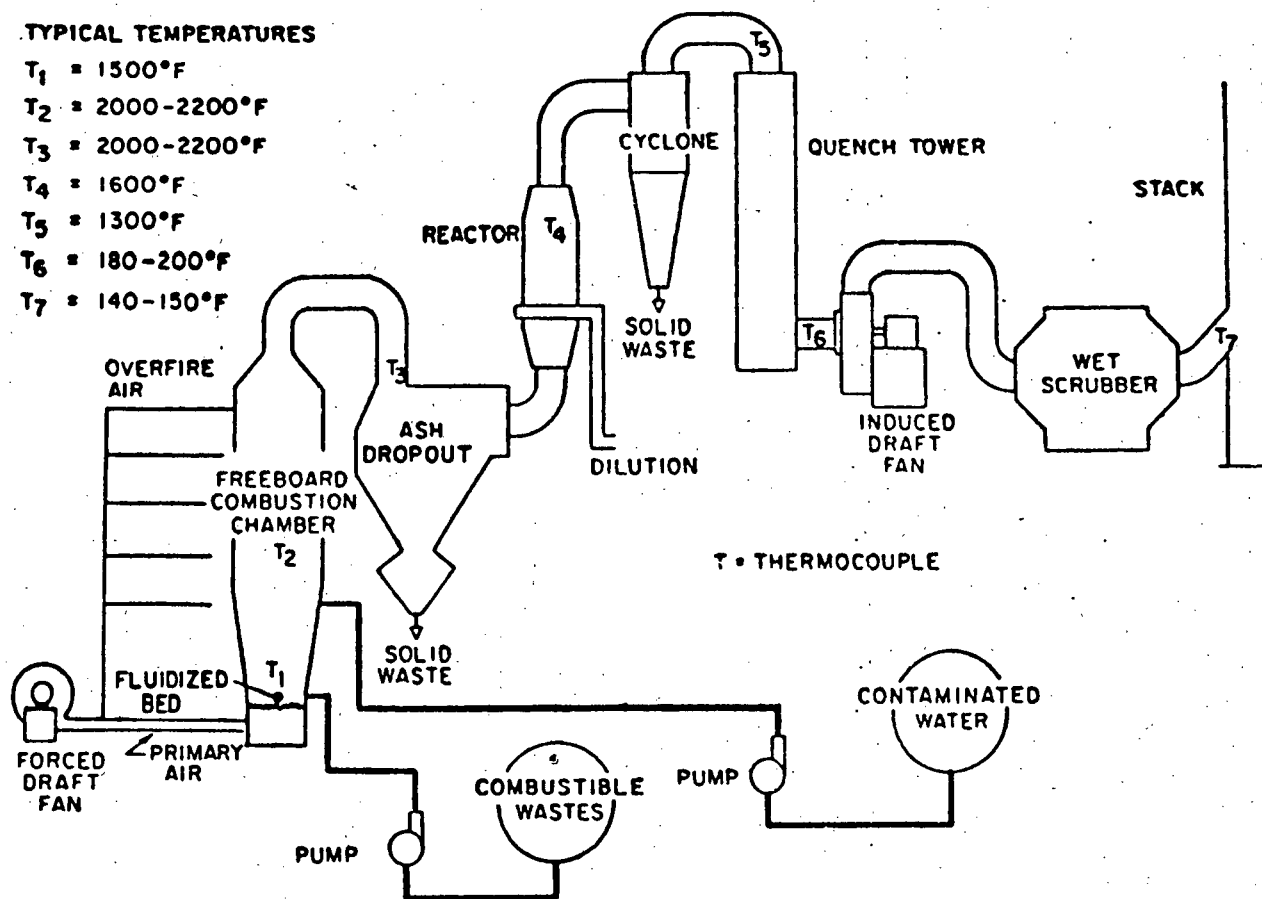 TYPICAL TEMPERATURES
T1 = 1500°F
T2 = 2000-2200°F
T3 = 2000-2200°F
T4 = 1600°F
T5 = 1300°F
T6 = 180-200°F
T7 = 140-150°F
T5
CYCLONE
QUENCH TOWER
STACK
REACTOR
T4
SOLID
WASTE
T6
T7
WET
SCRUBBER
OVERFIRE
AIR
T3
ASH
DROPOUT
INDUCED
DRAFT
FAN
DILUTION
FREEBOARD
COMBUSTION
CHAMBER
T2
T = THERMOCOUPLE
SOLID
WASTE
T1
FLUIDIZED
BED
CONTAMINATED
WATER
PRIMARY
AIR
FORCED
DRAFT
FAN
COMBUSTIBLE
WASTES
PUMP
PUMP